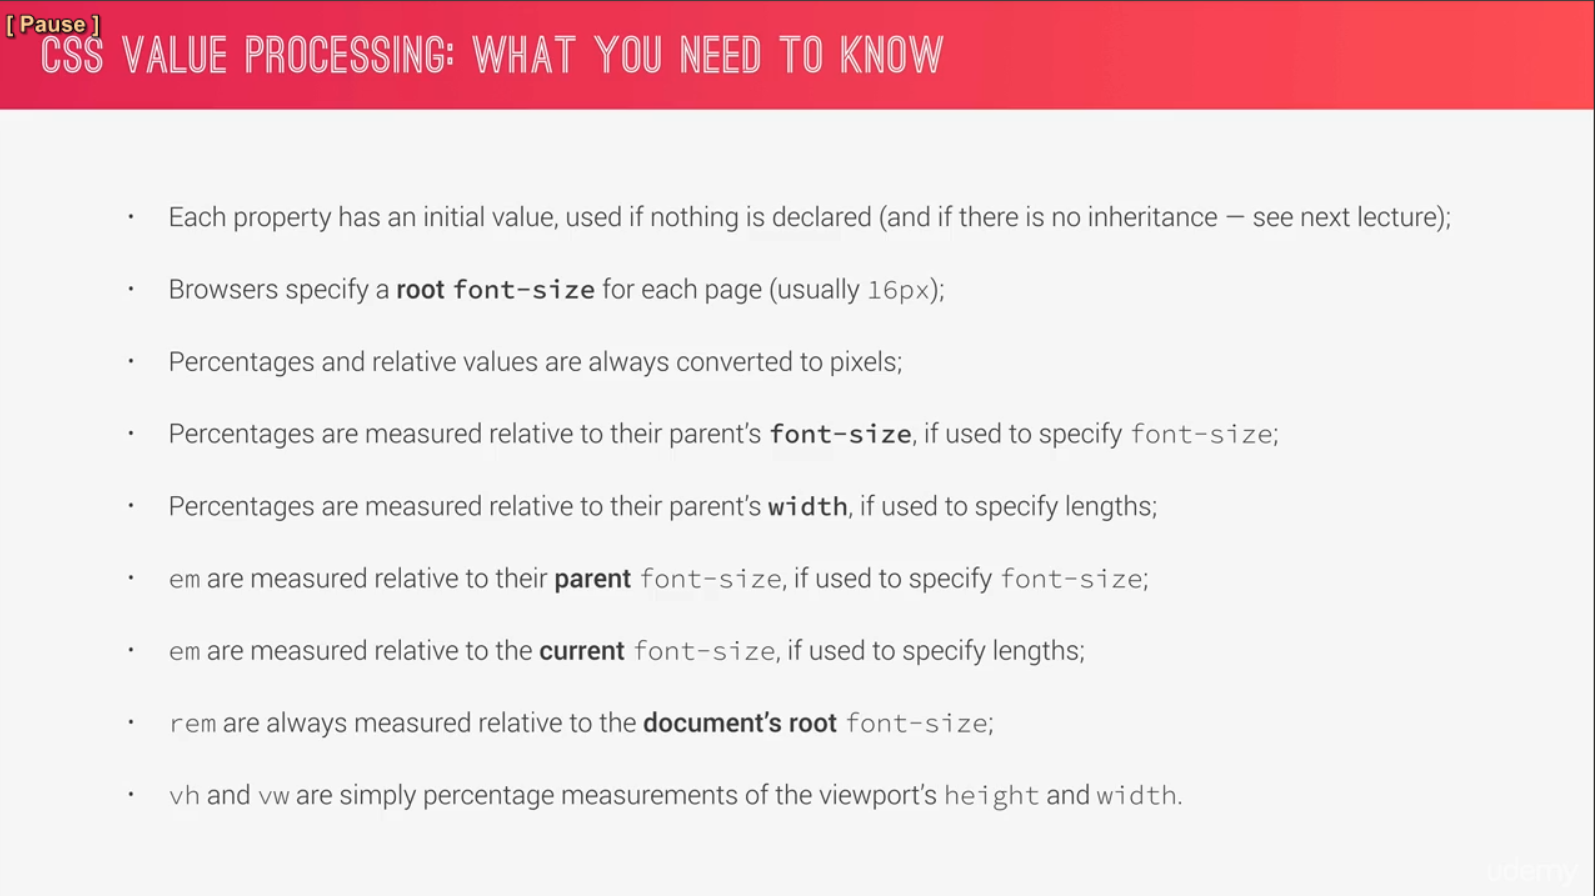 [ Pause ]
CSS VALUE PROCESSING: WHAT YOU NEED TO KNOW
• Each property has an initial value, used if nothing is declared (and if there is no inheritance — see next lecture);
• Browsers specify a root font-size for each page (usually 16px);
• Percentages and relative values are always converted to pixels;
• Percentages are measured relative to their parent's font-size, if used to specify font-size;
• Percentages are measured relative to their parent's width, if used to specify lengths;
• em are measured relative to their parent font-size, if used to specify font-size;
• em are measured relative to the current font-size, if used to specify lengths;
• rem are always measured relative to the document's root font-size;
• vh and vw are simply percentage measurements of the viewport's height and width.
udemy